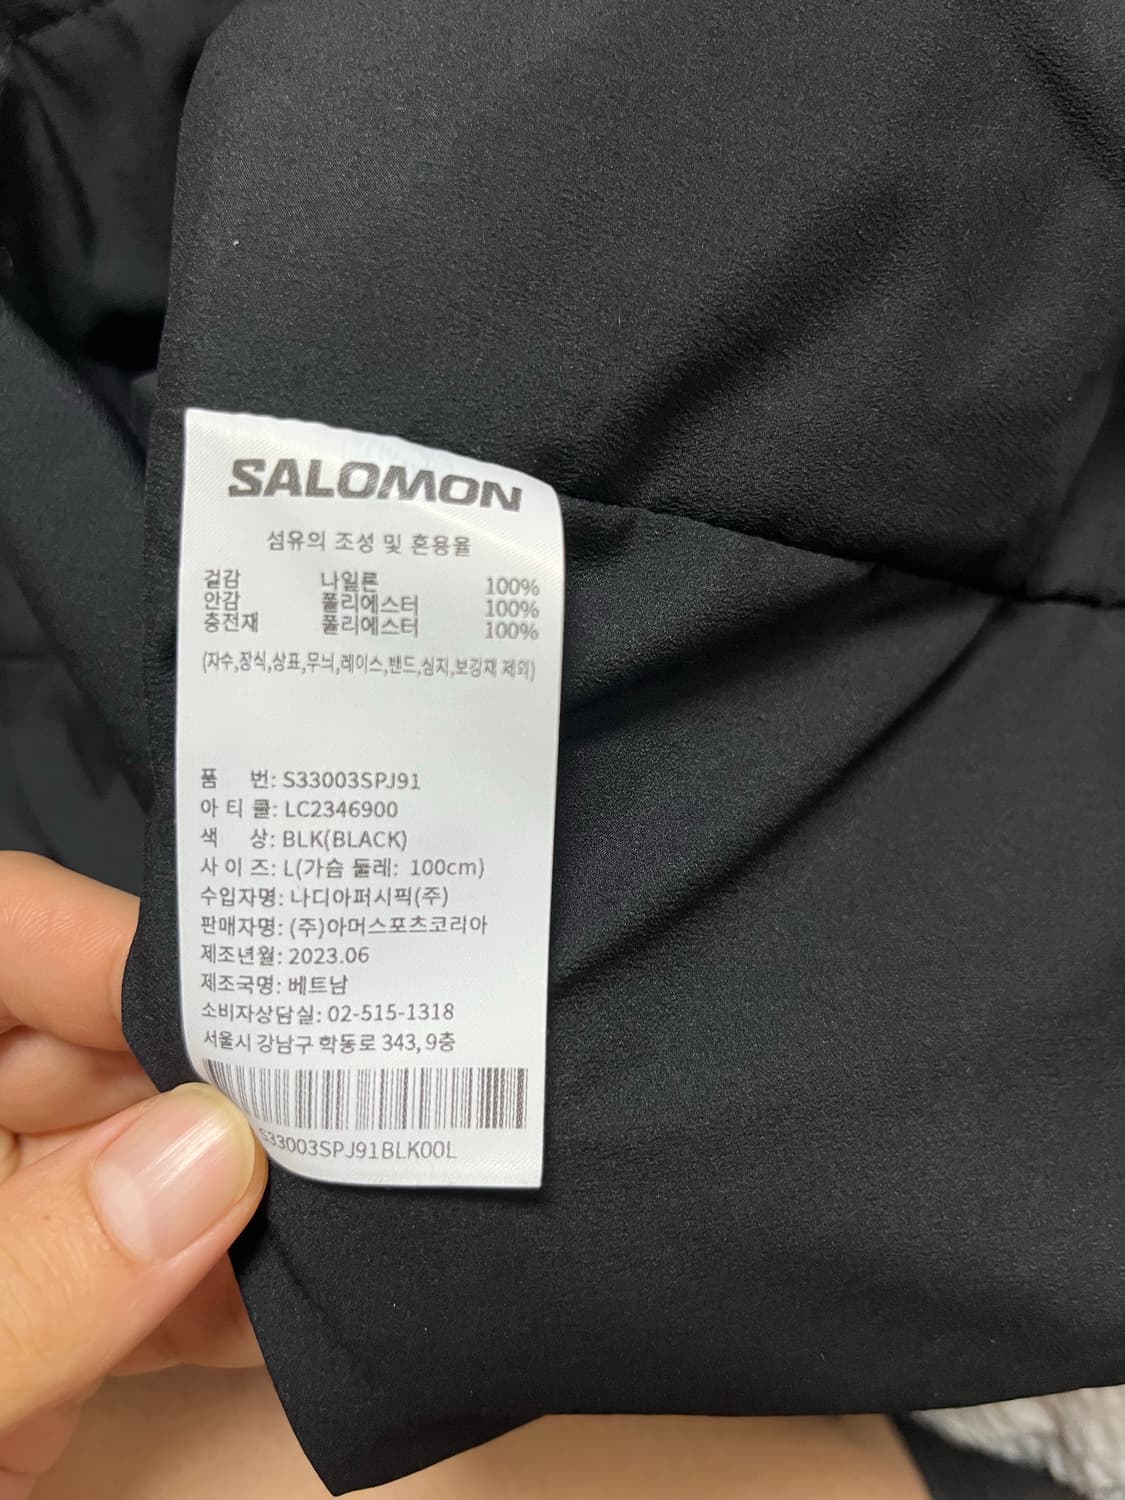 SALOMON
섬유의 조성 및 혼용율
겉감 나일론 100%
안감 폴리에스터 100%
충전재 폴리에스터 100%
(자수,장식,상표,무늬,레이스,밴드,심지,보강재 제외)
품 번: S33003SPJ91
아 티 클: LC2346900
색 상: BLK(BLACK)
사 이 즈: L(가슴 둘레: 100cm)
수입자명: 나디아퍼시픽(주)
판매자명: (주)아머스포츠코리아
제조년월: 2023.06
제조국명: 베트남
소비자상담실: 02-515-1318
서울시 강남구 학동로 343, 9층
S33003SPJ91BLK00L